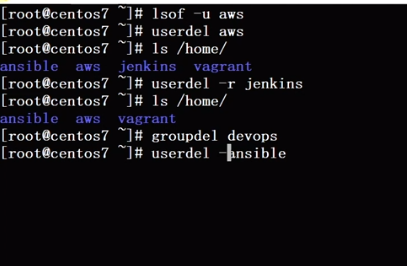 [root@centos7 ~]# lsof -u aws
[root@centos7 ~]# userdel aws
[root@centos7 ~]# ls /home/
ansible aws jenkins vagrant
[root@centos7 ~]# userdel -r jenkins
[root@centos7 ~]# ls /home/
ansible aws vagrant
[root@centos7 ~]# groupdel devops
[root@centos7 ~]# userdel -ansible